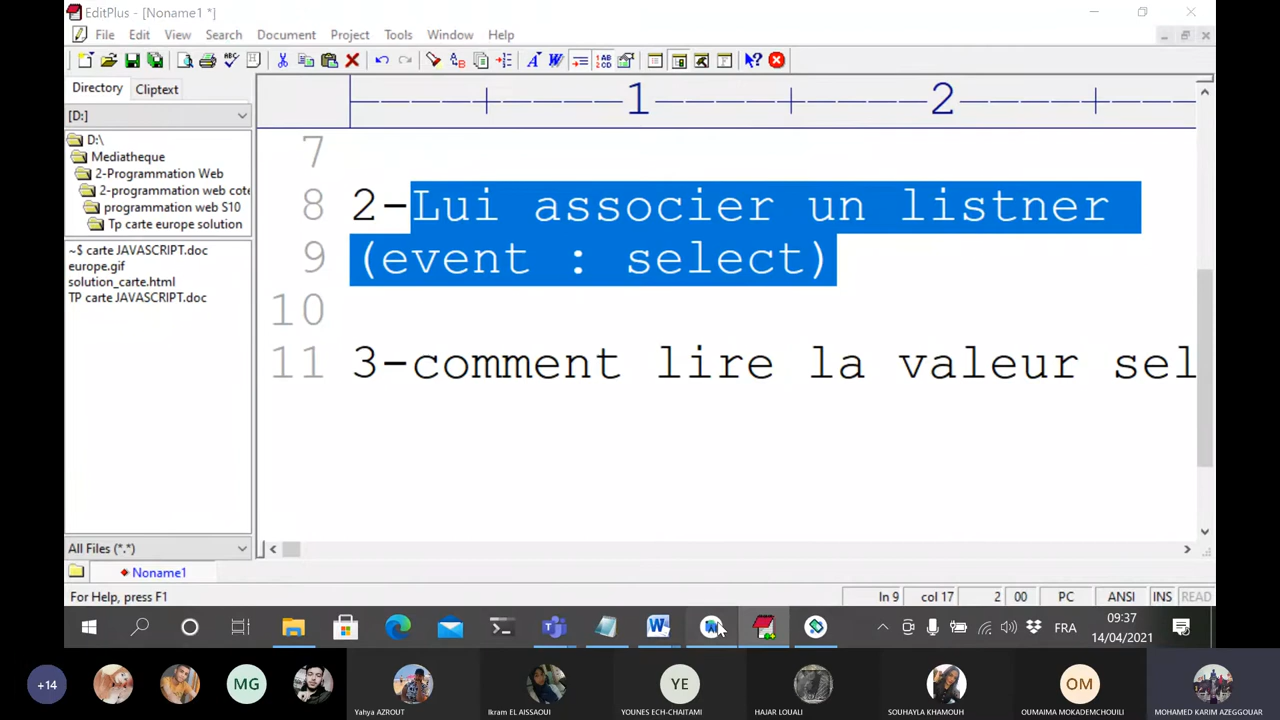 EditPlus - [Noname1 *]
File Edit View Search Document Project Tools Window Help
Directory Cliptext
[D:]
D:\
Mediatheque
2-Programmation Web
2-programmation web cote
programmation web S10
Tp carte europe solution
~$ carte JAVASCRIPT.doc
europe.gif
solution_carte.html
TP carte JAVASCRIPT.doc
All Files (*.*)
1 2
7
8 2-Lui associer un listner
9 (event : select)
10
11 3-comment lire la valeur sel
Noname1
For Help, press F1 ln 9 col 17 2 00 PC ANSI INS READ
FRA
09:37
14/04/2021
+14 MG YE OM
Yahya AZROUT Ikram EL AISSAOUI YOUNES ECH-CHAITAMI HAJAR LOUALI SOUHAYLA KHAMOUH OUMAIMA MOKADEMCHOUILI MOHAMED KARIM AZEGGOUAR